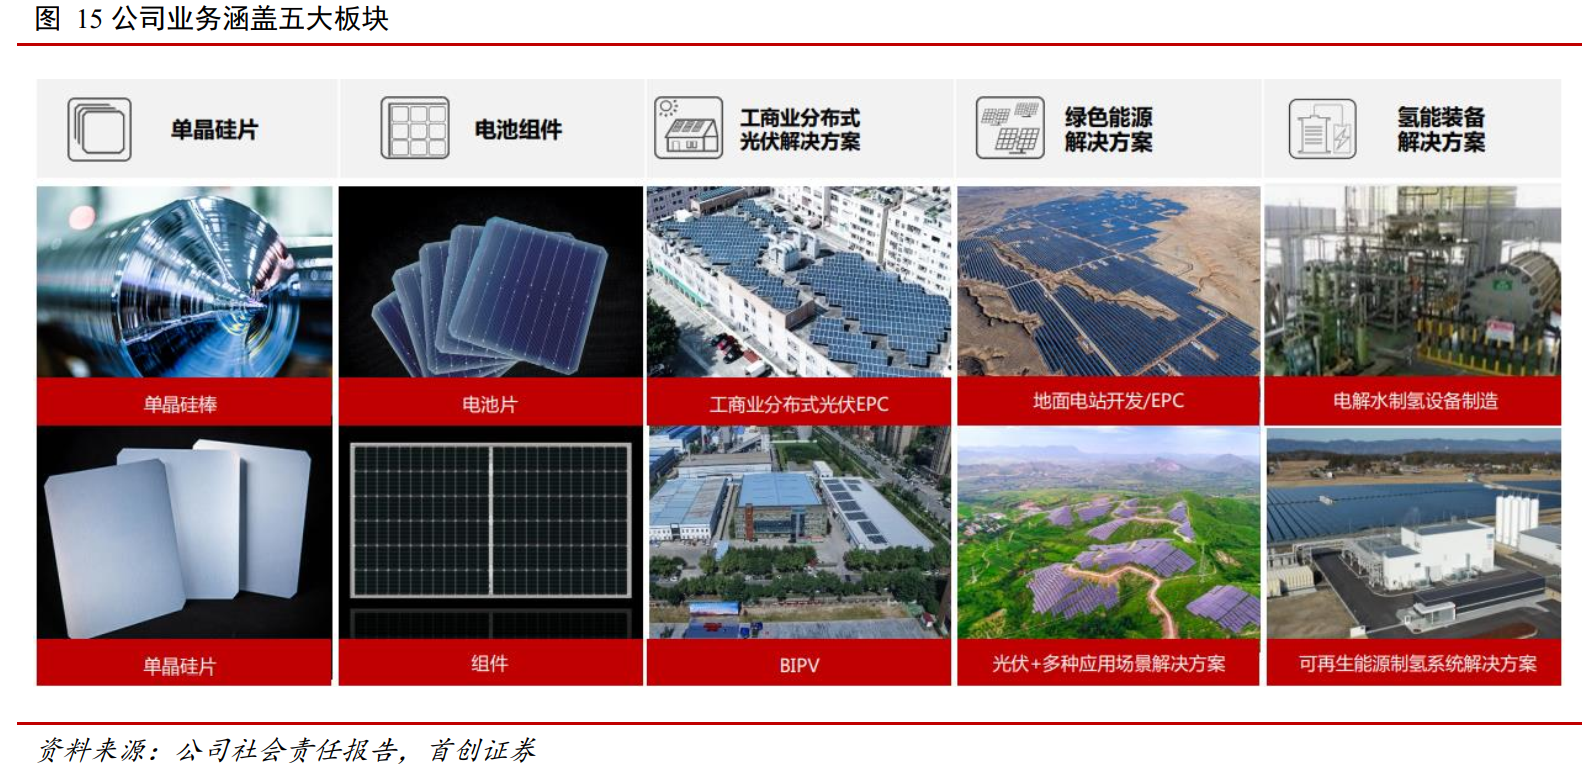 图 15 公司业务涵盖五大板块
单晶硅片
电池组件
工商业分布式
光伏解决方案
绿色能源
解决方案
氢能装备
解决方案
单晶硅棒
电池片
工商业分布式光伏EPC
地面电站开发/EPC
电解水制氢设备制造
单晶硅片
组件
BIPV
光伏+多种应用场景解决方案
可再生能源制氢系统解决方案
资料来源：公司社会责任报告，首创证券